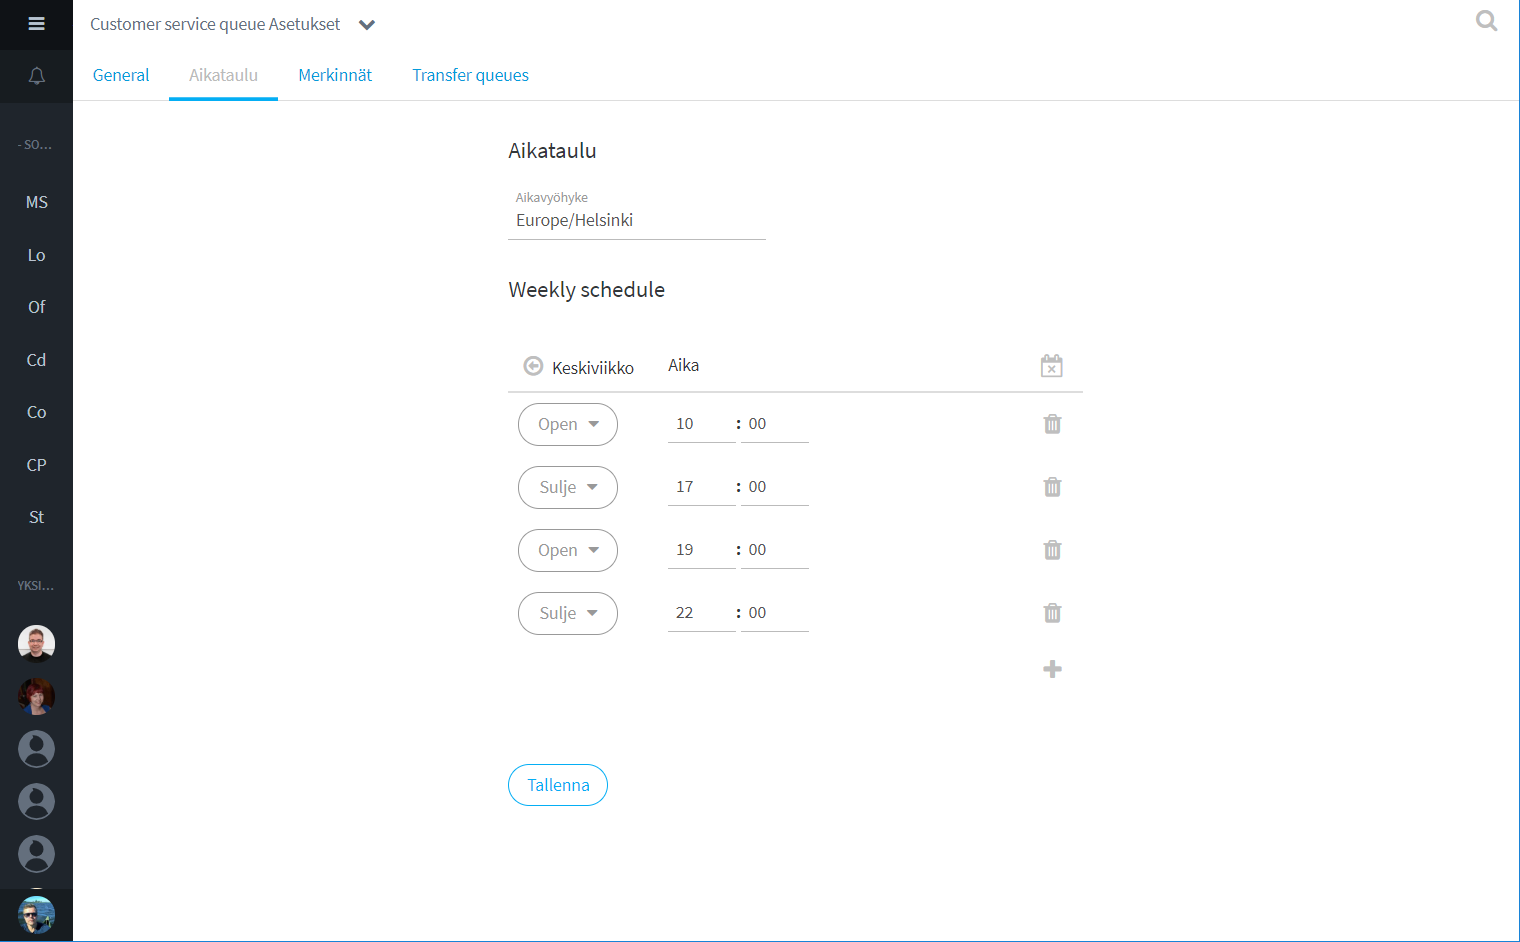 Customer service queue Asetukset
General
Aikataulu
Merkinnät
Transfer queues
- SO...
MS
Lo
Of
Cd
Co
CP
St
YKSI...
Aikataulu
Aikavyöhyke
Europe/Helsinki
Weekly schedule
Keskiviikko Aika
Open 10 : 00
Sulje 17 : 00
Open 19 : 00
Sulje 22 : 00
Tallenna